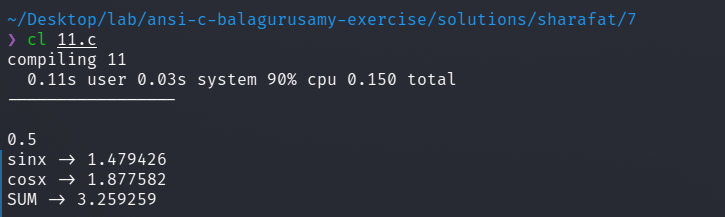 ~/Desktop/lab/ansi-c-balagurusamy-exercise/solutions/sharafat/7
❯ cl 11.c
compiling 11
0.11s user 0.03s system 90% cpu 0.150 total
-----------------
0.5
sinx -> 1.479426
cosx -> 1.877582
SUM -> 3.259259